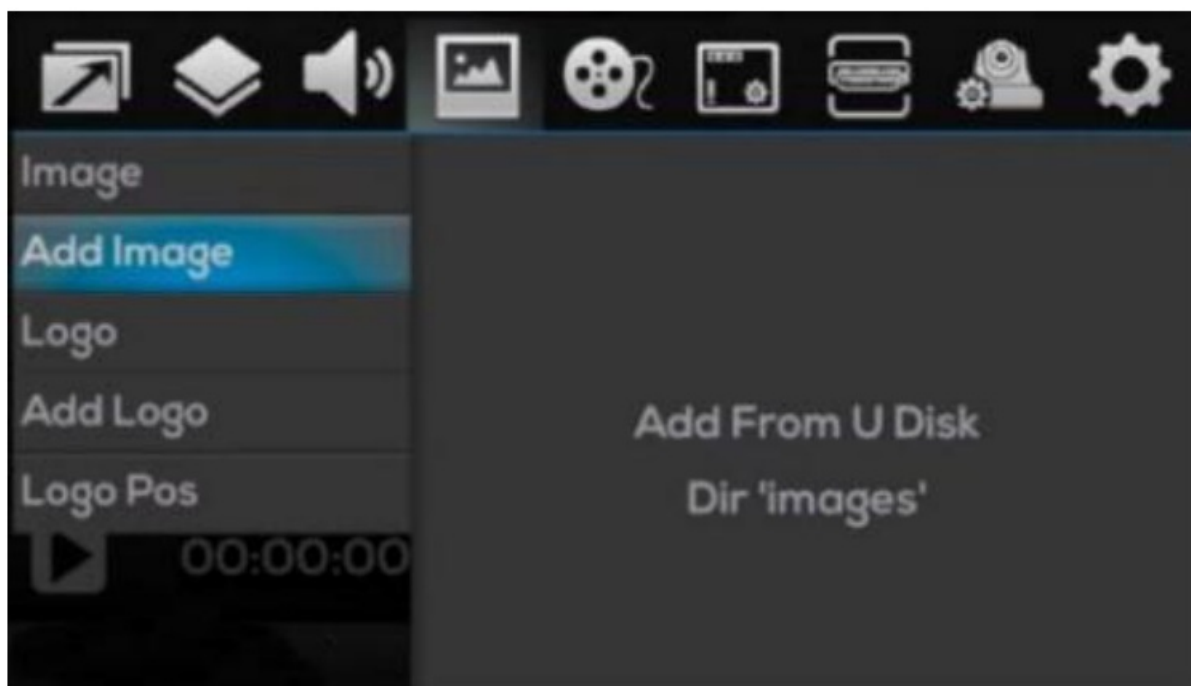 Image
Add Image
Logo
Add Logo
Logo Pos
00:00:00
Add From U Disk
Dir 'images'